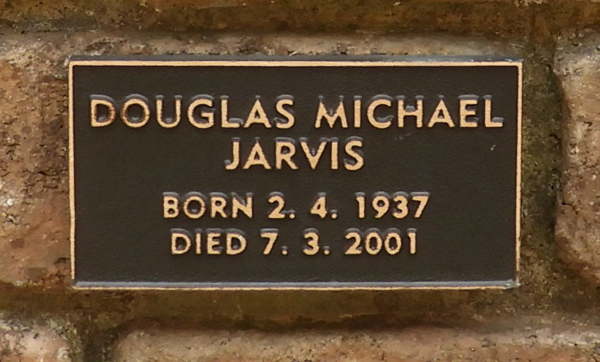 DOUGLAS MICHAEL
JARVIS
BORN 2. 4. 1937
DIED 7. 3. 2001